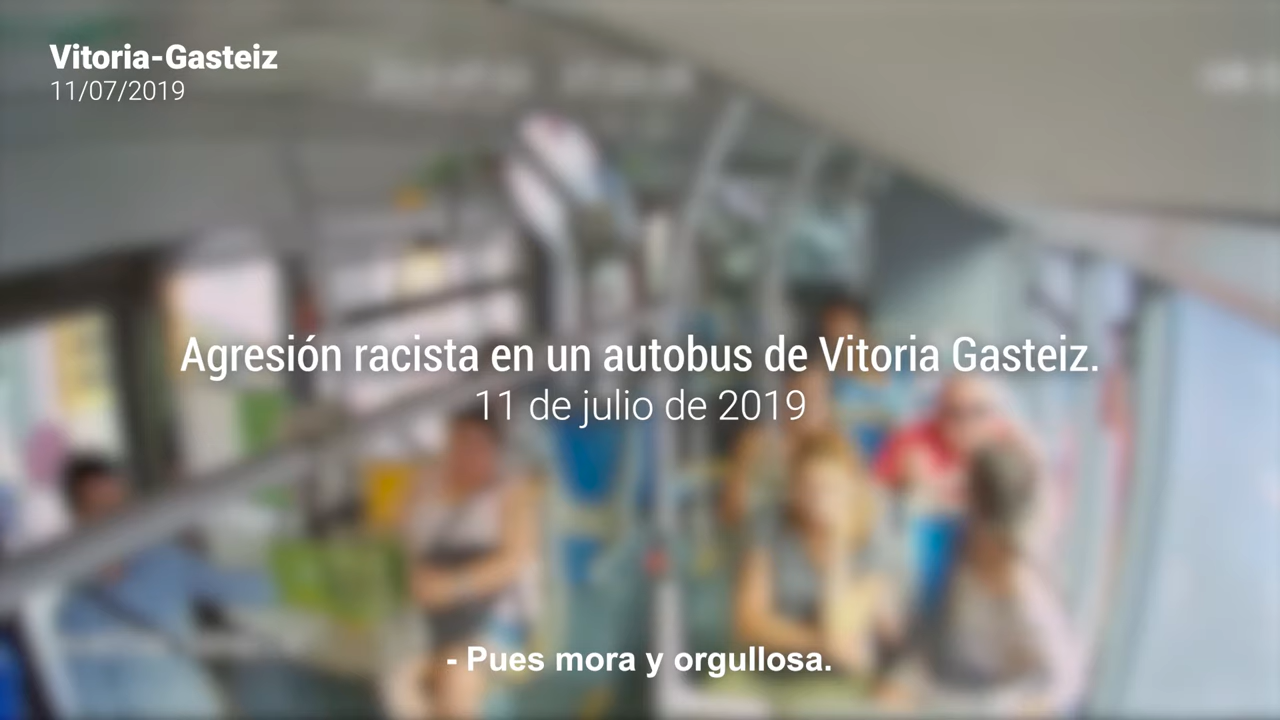 Vitoria-Gasteiz
11/07/2019
Agresión racista en un autobus de Vitoria Gasteiz.
11 de julio de 2019
- Pues mora y orgullosa.